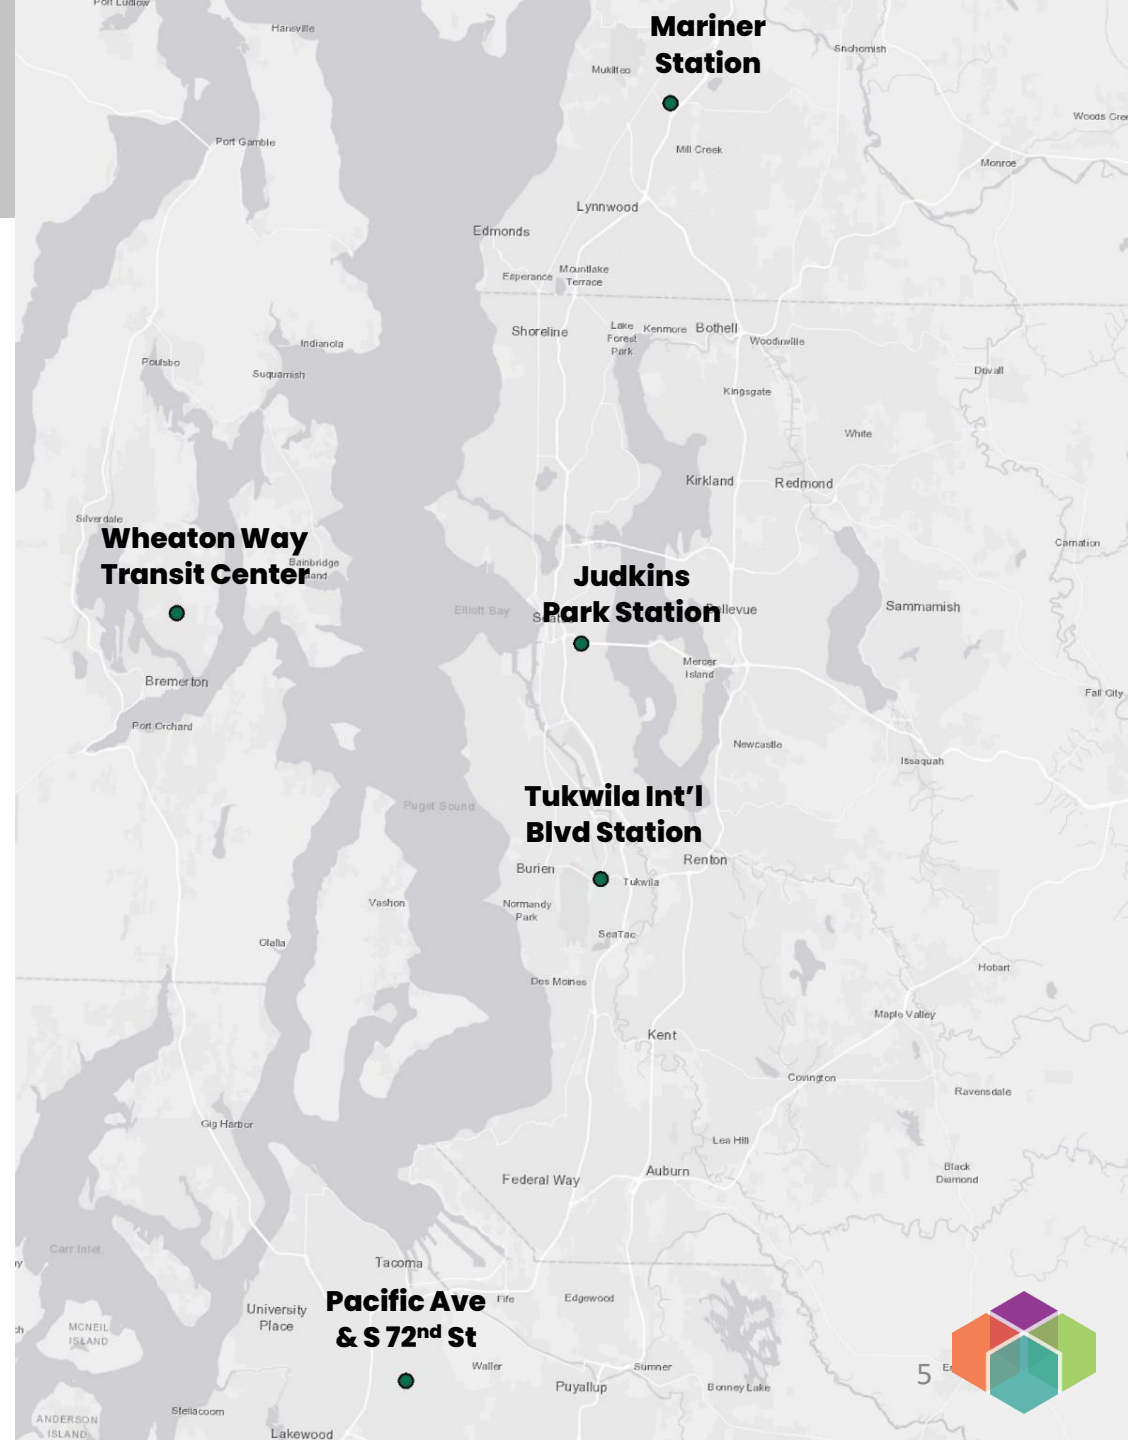 Port Ludlow
Mariner
Station
Hansville
Snohomish
Mukilteo
Woods Cree
Port Gamble
Mill Creek
Monroe
Lynnwood
Edmonds
Mountlake
Terrace
Esperance
Shoreline
Lake
Forest
Park
Kenmore
Bothell
Woodinville
Indianola
Poulsbo
Suquamish
Duvall
Kingsgate
White
Kirkland
Redmond
Silverdale
Wheaton Way
Transit Center
Bainbridge
Carnation
Judkins
Park Station
Elliott Bay
Sammamish
Mercer
Island
Bremerton
Fall City
Port Orchard
Newcastle
Issaquah
Tukwila Int’l
Blvd Station
Puget Sound
Burien
Renton
Tukwila
Vashon
Normandy
Park
SeaTac
Olalla
Hobart
Des Moines
Maple Valley
Kent
Covington
Ravensdale
Gig Harbor
Lea Hill
Black
Diamond
Federal Way
Auburn
Carr Inlet
Tacoma
Pacific Ave
& S 72nd St
Fife
Edgewood
University
Place
MCNEIL
ISLAND
Waller
Sumner
Puyallup
Bonney Lake
5
Steilacoom
ANDERSON
ISLAND
Lakewood